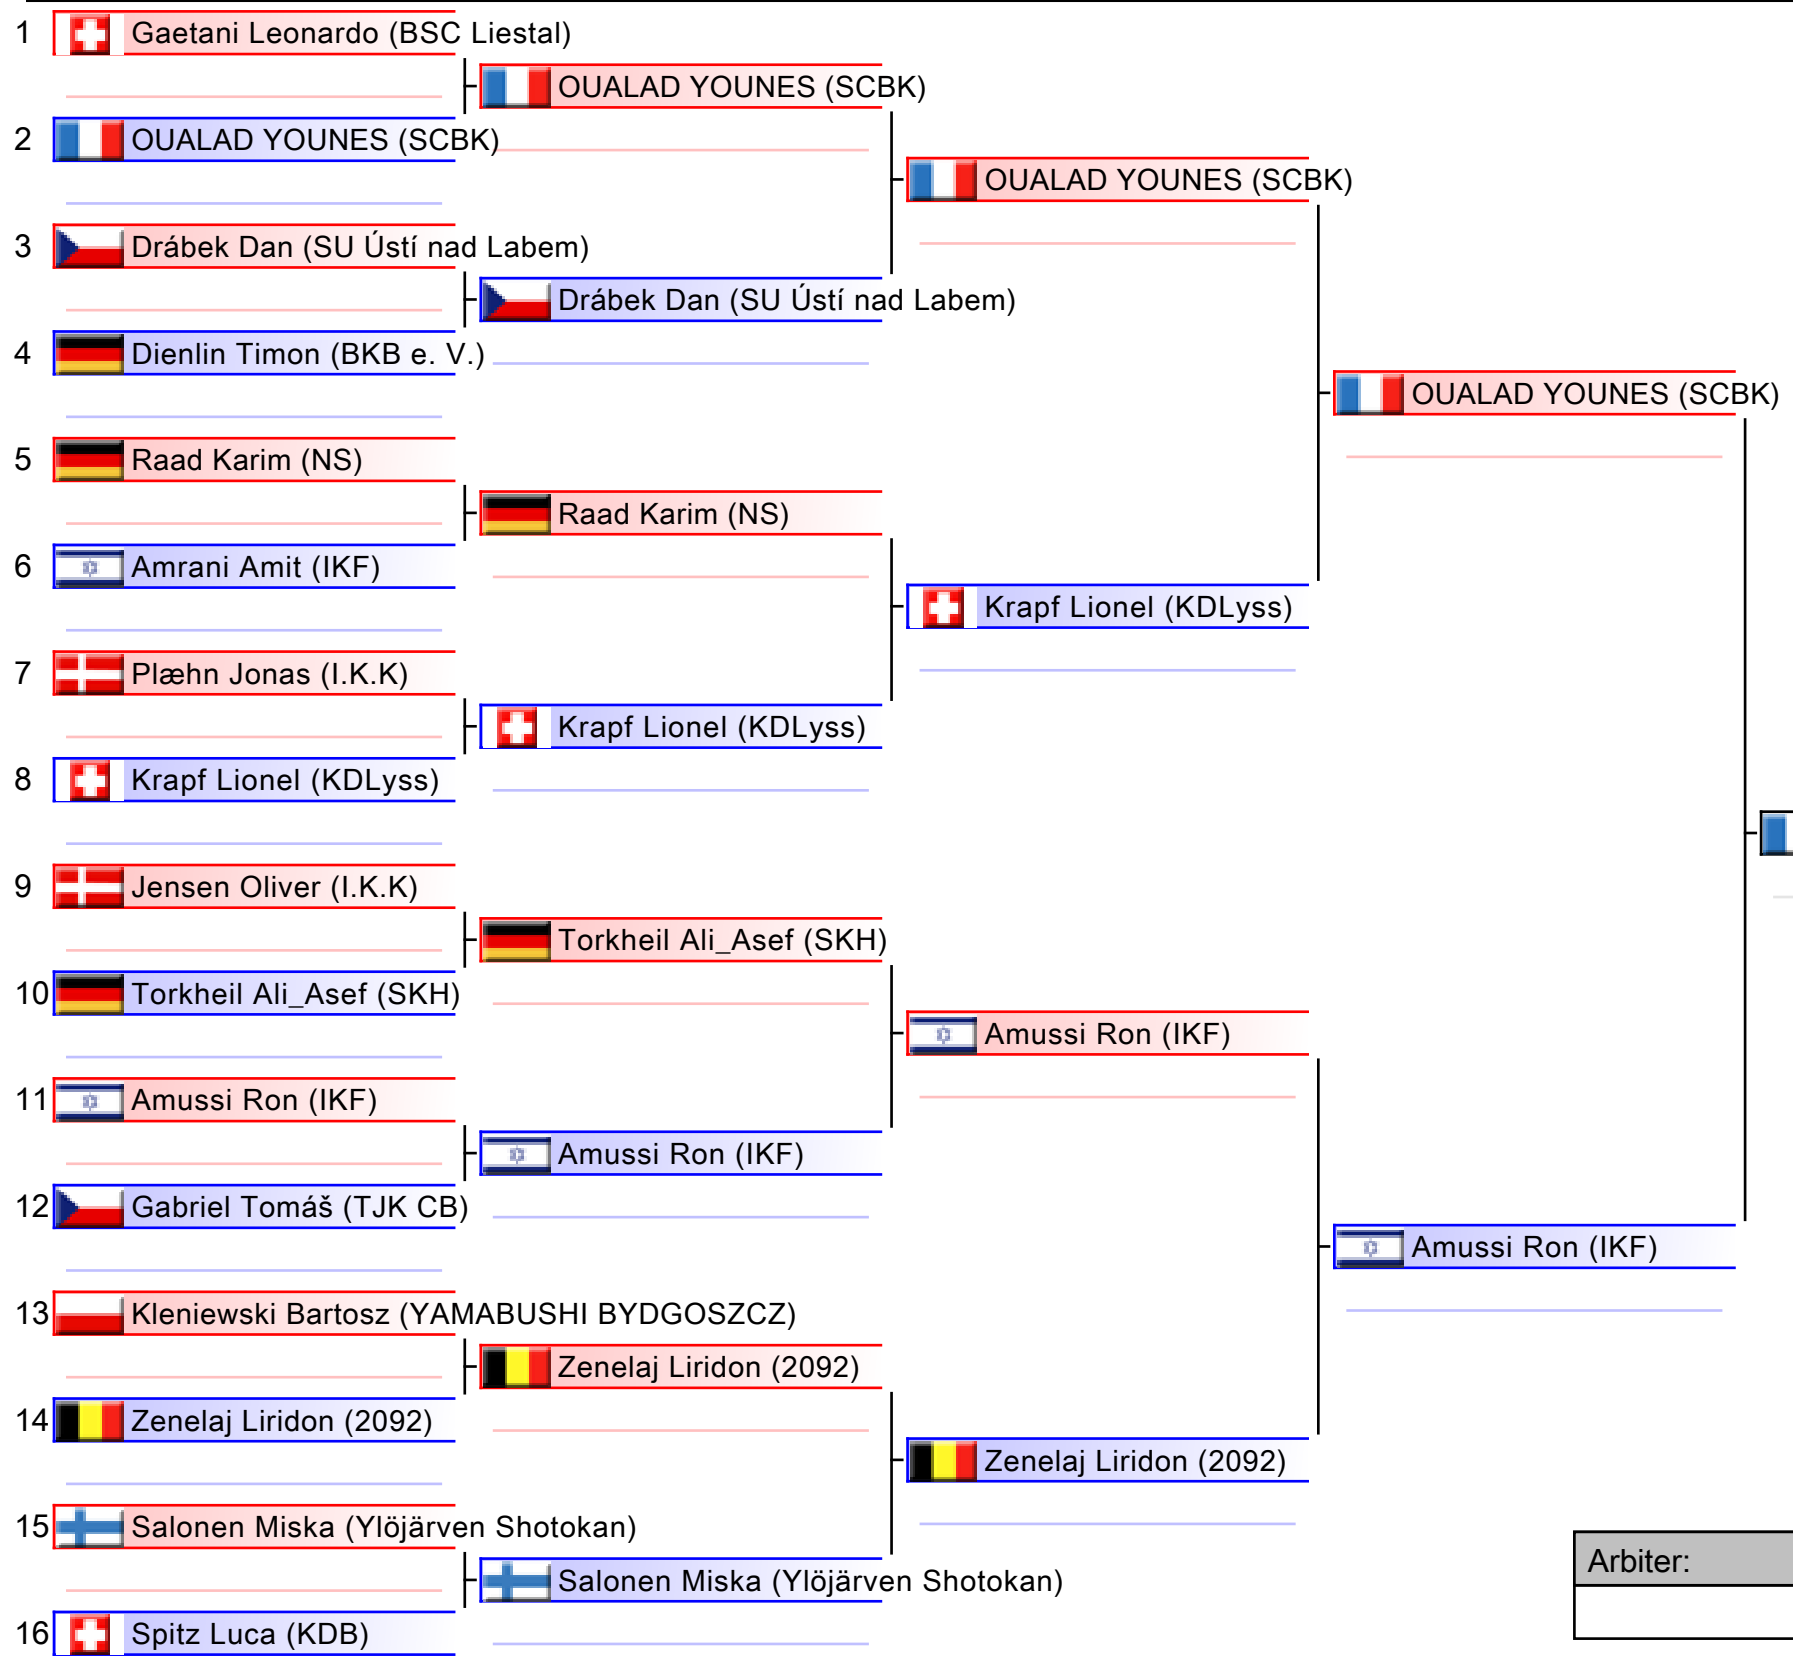 1 Gaetani Leonardo (BSC Liestal)
OUALAD YOUNES (SCBK)
2 OUALAD YOUNES (SCBK)
OUALAD YOUNES (SCBK)
3 Drábek Dan (SU Ústí nad Labem)
Drábek Dan (SU Ústí nad Labem)
4 Dienlin Timon (BKB e. V.)
OUALAD YOUNES (SCBK)
5 Raad Karim (NS)
Raad Karim (NS)
6 Amrani Amit (IKF)
Krapf Lionel (KDLyss)
7 Plæhn Jonas (I.K.K)
Krapf Lionel (KDLyss)
8 Krapf Lionel (KDLyss)
9 Jensen Oliver (I.K.K)
Torkheil Ali_Asef (SKH)
10 Torkheil Ali_Asef (SKH)
Amussi Ron (IKF)
11 Amussi Ron (IKF)
Amussi Ron (IKF)
12 Gabriel Tomáš (TJK CB)
Amussi Ron (IKF)
13 Kleniewski Bartosz (YAMABUSHI BYDGOSZCZ)
Zenelaj Liridon (2092)
14 Zenelaj Liridon (2092)
Zenelaj Liridon (2092)
15 Salonen Miska (Ylöjärven Shotokan)
Arbiter:
Salonen Miska (Ylöjärven Shotokan)
16 Spitz Luca (KDB)